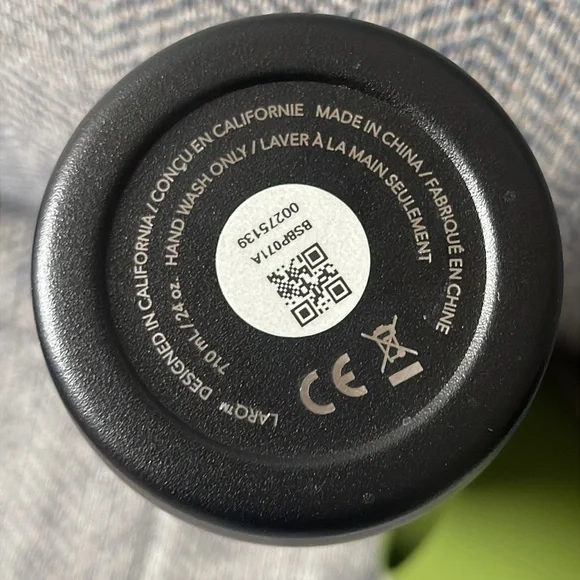 LARQ™ DESIGNED IN CALIFORNIA / CONÇU EN CALIFORNIE MADE IN CHINA / FABRIQUÉ EN CHINE
710 mL / 24 oz. HAND WASH ONLY / LAVER À LA MAIN SEULEMENT
BSBP071A
00275139
CE